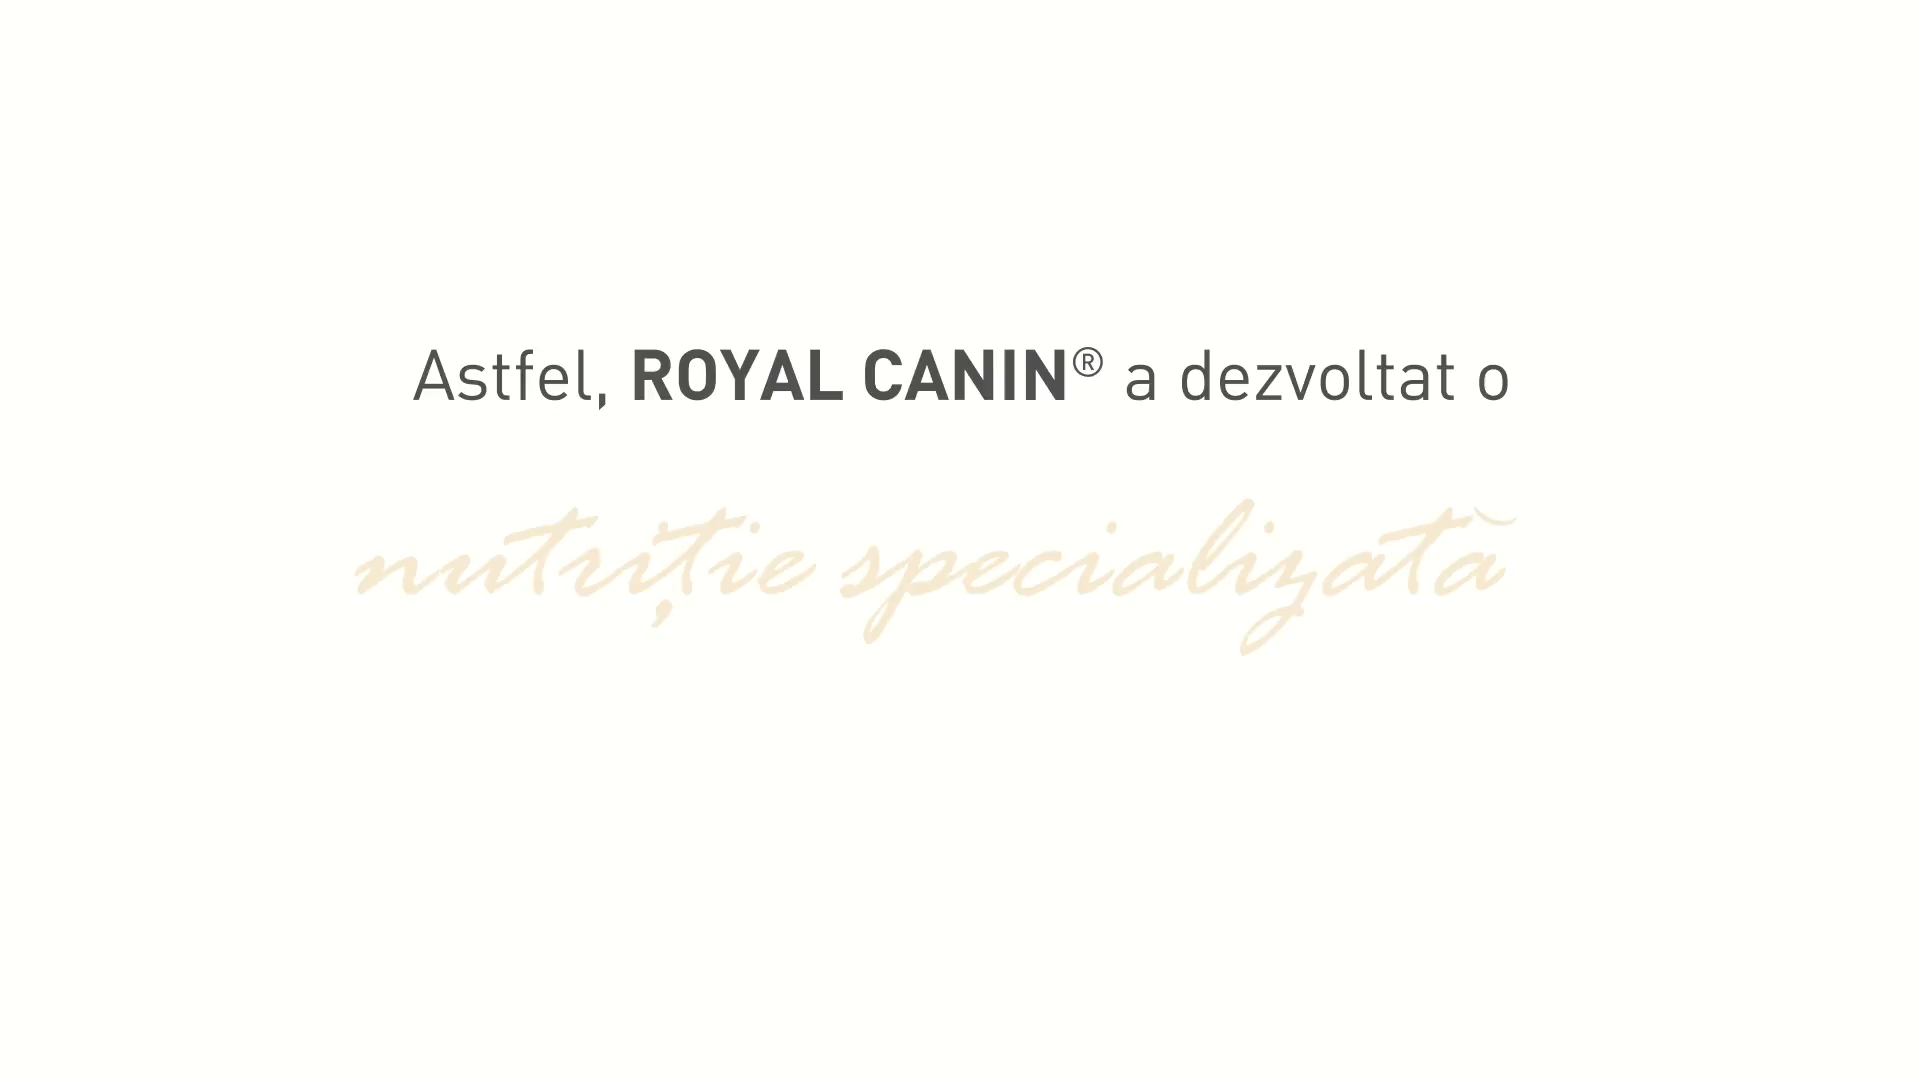 Astfel, ROYAL CANIN® a dezvoltat o
nutriție specializată